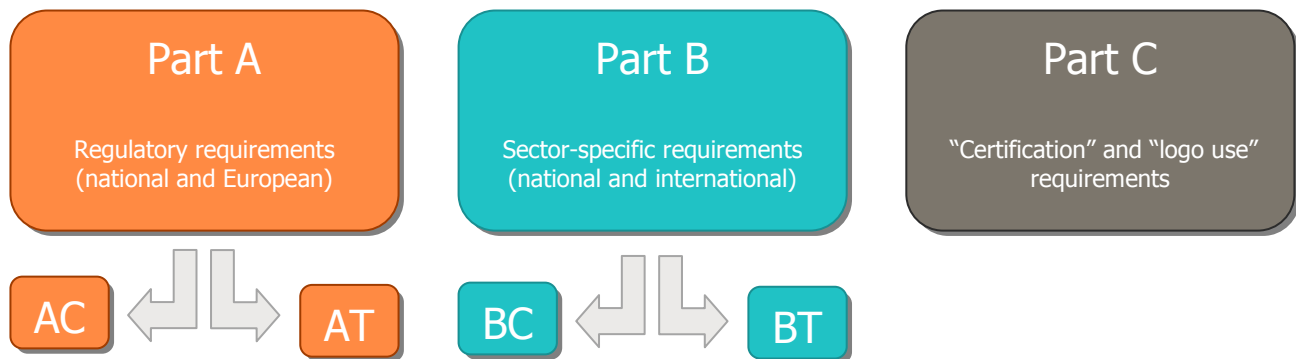 Part A
Regulatory requirements
(national and European)
Part B
Sector-specific requirements
(national and international)
Part C
“Certification” and “logo use”
requirements
AC
AT
BC
BT